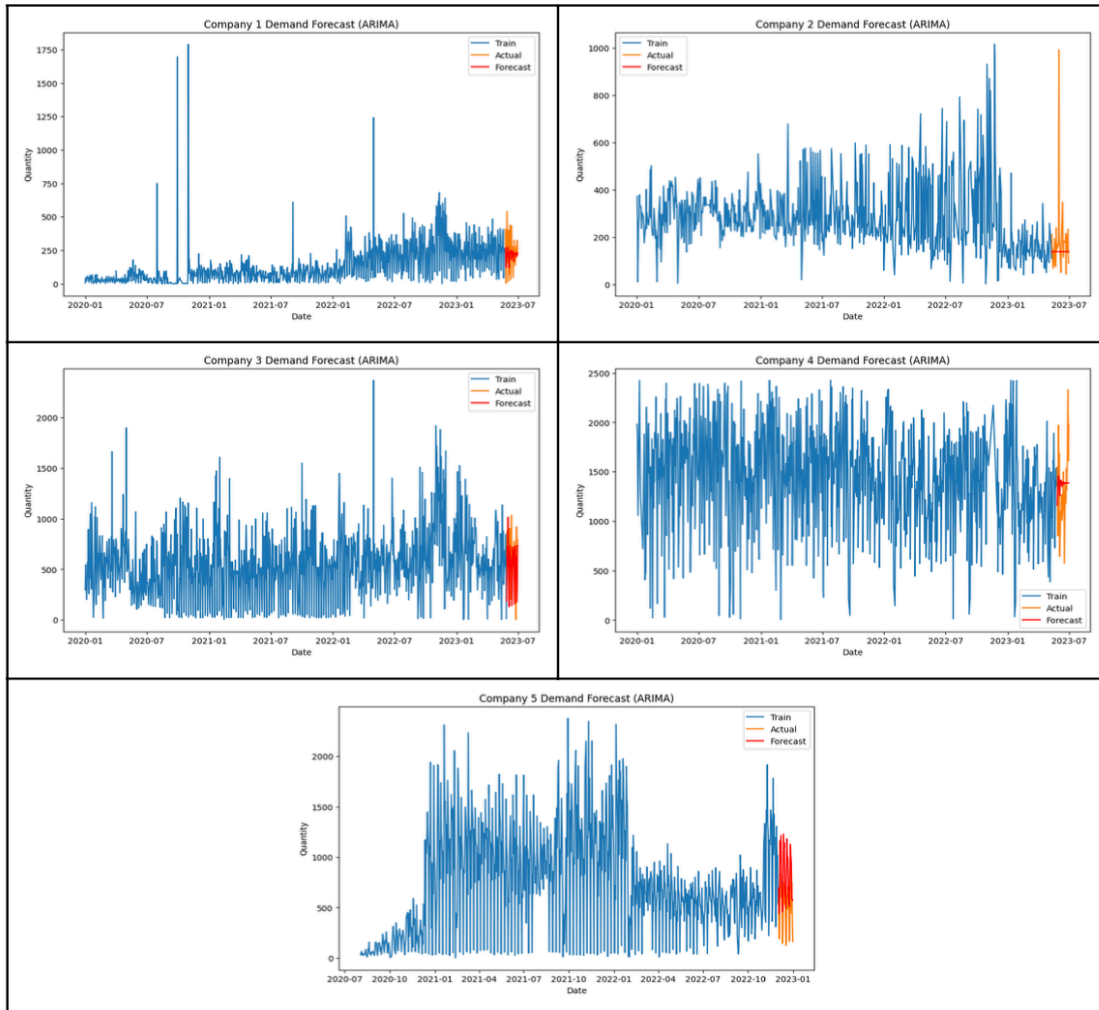 Company 1 Demand Forecast (ARIMA)
1750
1500
1250
1000
750
500
250
0
Quantity
Train
Actual
Forecast
2020-01 2020-07 2021-01 2021-07 2022-01 2022-07 2023-01 2023-07
Date
Company 2 Demand Forecast (ARIMA)
1000
800
600
400
200
0
Quantity
Train
Actual
Forecast
2020-01 2020-07 2021-01 2021-07 2022-01 2022-07 2023-01 2023-07
Date
Company 3 Demand Forecast (ARIMA)
2000
1500
1000
500
0
Quantity
Train
Actual
Forecast
2020-01 2020-07 2021-01 2021-07 2022-01 2022-07 2023-01 2023-07
Date
Company 4 Demand Forecast (ARIMA)
2500
2000
1500
1000
500
0
Quantity
Train
Actual
Forecast
2020-01 2020-07 2021-01 2021-07 2022-01 2022-07 2023-01 2023-07
Date
Company 5 Demand Forecast (ARIMA)
2000
1500
1000
500
0
Quantity
Train
Actual
Forecast
2020-07 2020-10 2021-01 2021-04 2021-07 2021-10 2022-01 2022-04 2022-07 2022-10 2023-01
Date